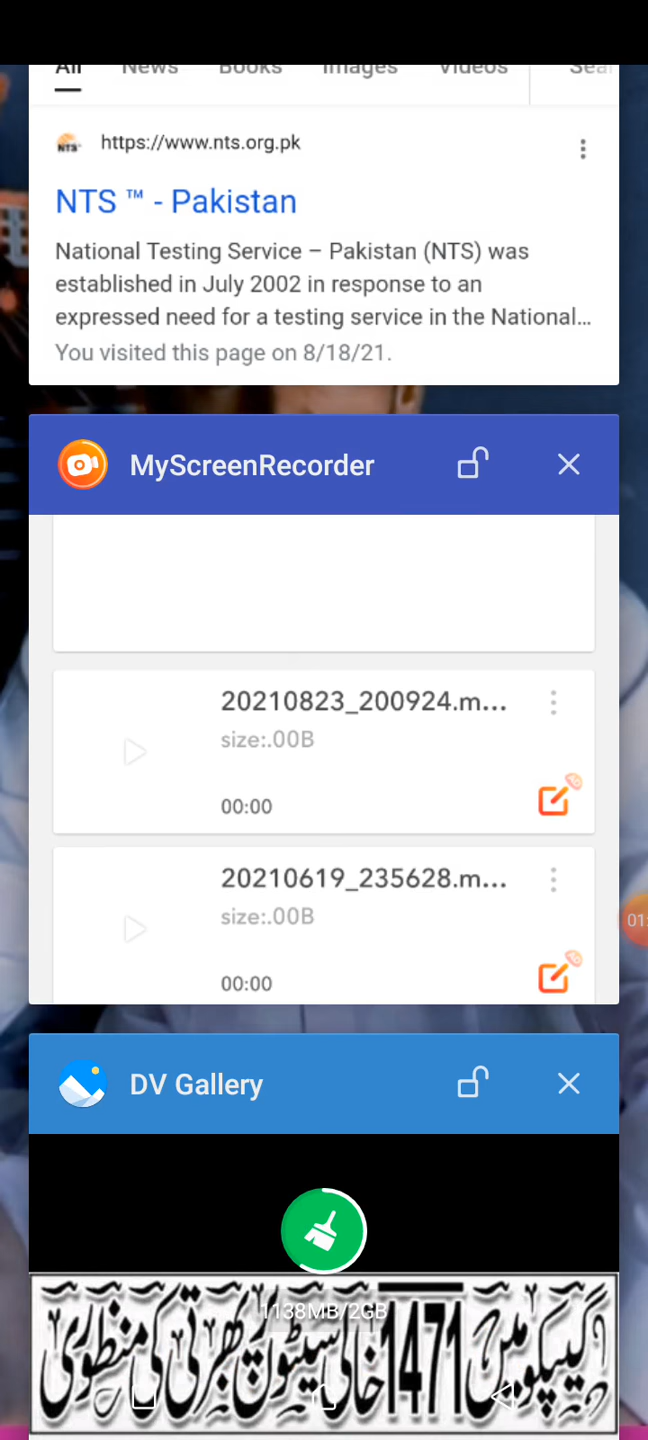 All News Books Images Videos
https://www.nts.org.pk
NTS ™ - Pakistan
National Testing Service – Pakistan (NTS) was
established in July 2002 in response to an
expressed need for a testing service in the National...
You visited this page on 8/18/21.
MyScreenRecorder
20210823_200924.m...
size:.00B
00:00
20210619_235628.m...
size:.00B
00:00
01:
DV Gallery
1138MB/2GB
گیپکو میں 1471 خالی سیٹوں پر بھرتی کی منظوری